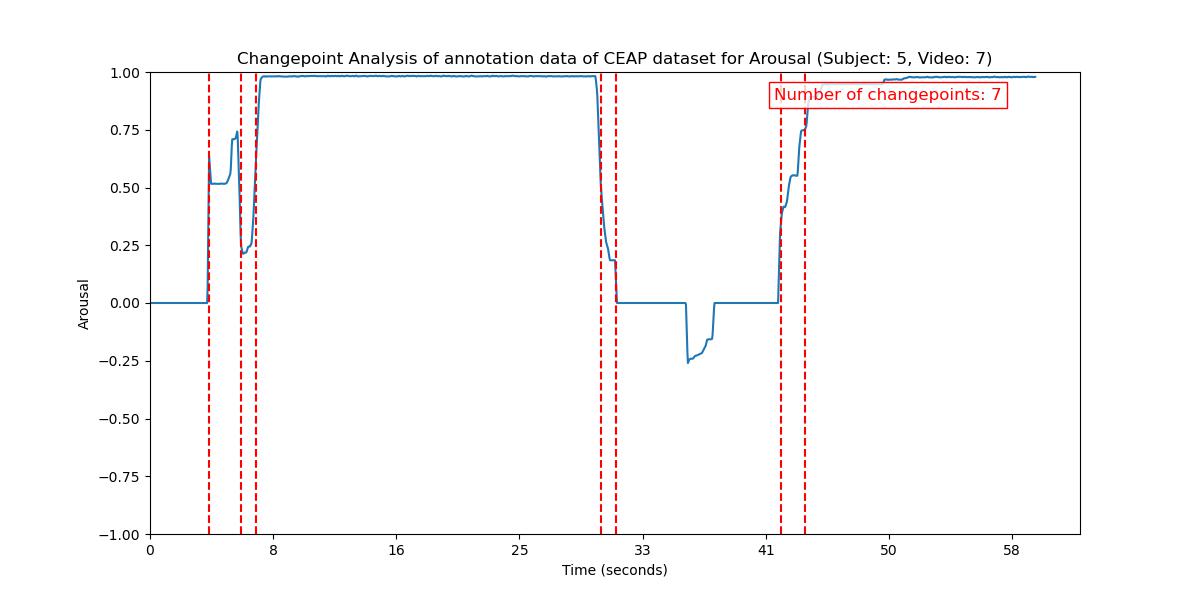 Changepoint Analysis of annotation data of CEAP dataset for Arousal (Subject: 5, Video: 7)
Number of changepoints: 7
Arousal
1.00
0.75
0.50
0.25
0.00
−0.25
−0.50
−0.75
−1.00
0 8 16 25 33 41 50 58
Time (seconds)